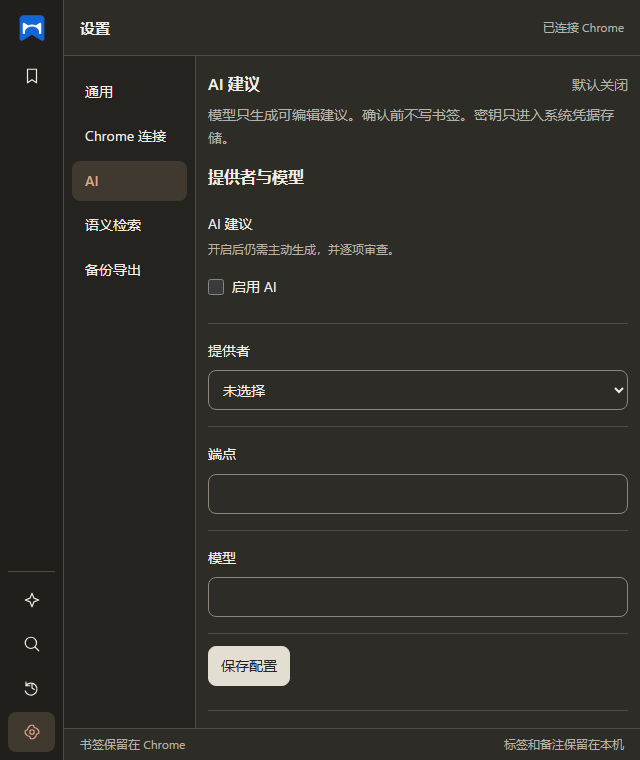 设置
已连接 Chrome
通用
Chrome 连接
AI
语义检索
备份导出
AI 建议
默认关闭
模型只生成可编辑建议。确认前不写书签。密钥只进入系统凭据存
储。
提供者与模型
AI 建议
开启后仍需主动生成，并逐项审查。
启用 AI
提供者
未选择
端点
模型
保存配置
书签保留在 Chrome
标签和备注保留在本机